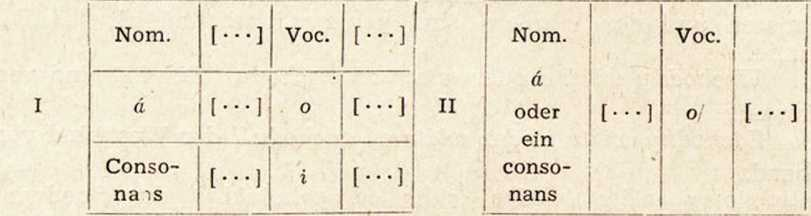 Nom. [···] Voc. [···]
I á [···] o [···]
Conso-
nans [···] i [···]
II Nom. Voc.
á
oder [···] o/ [···]
ein
conso-
nans